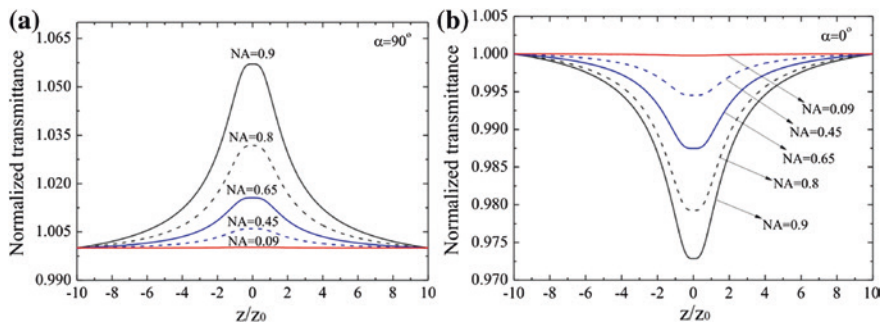 (a)
1.065
α=90°
NA=0.9
1.050
1.035
NA=0.8
1.020
NA=0.65
NA=0.45
1.005
NA=0.09
0.990
-10 -8 -6 -4 -2 0 2 4 6 8 10
z/z0
Normalized transmittance
(b)
1.005
α=0°
1.000
0.995
NA=0.09
NA=0.45
0.990
NA=0.65
0.985
NA=0.8
0.980
NA=0.9
0.975
0.970
-10 -8 -6 -4 -2 0 2 4 6 8 10
z/z0
Normalized transmittance